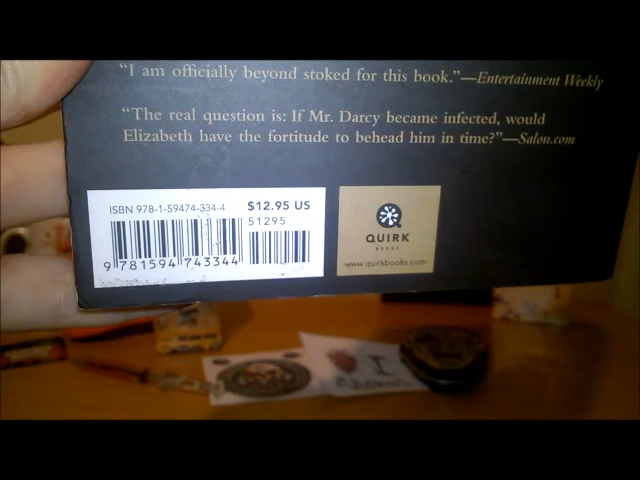 “I am officially beyond stoked for this book.”—Entertainment Weekly
“The real question is: If Mr. Darcy became infected, would
Elizabeth have the fortitude to behead him in time?”—Salon.com
ISBN 978-1-59474-334-4 $12.95 US
51295
9 781594 743344
QUIRK
BOOKS
www.quirkbooks.com